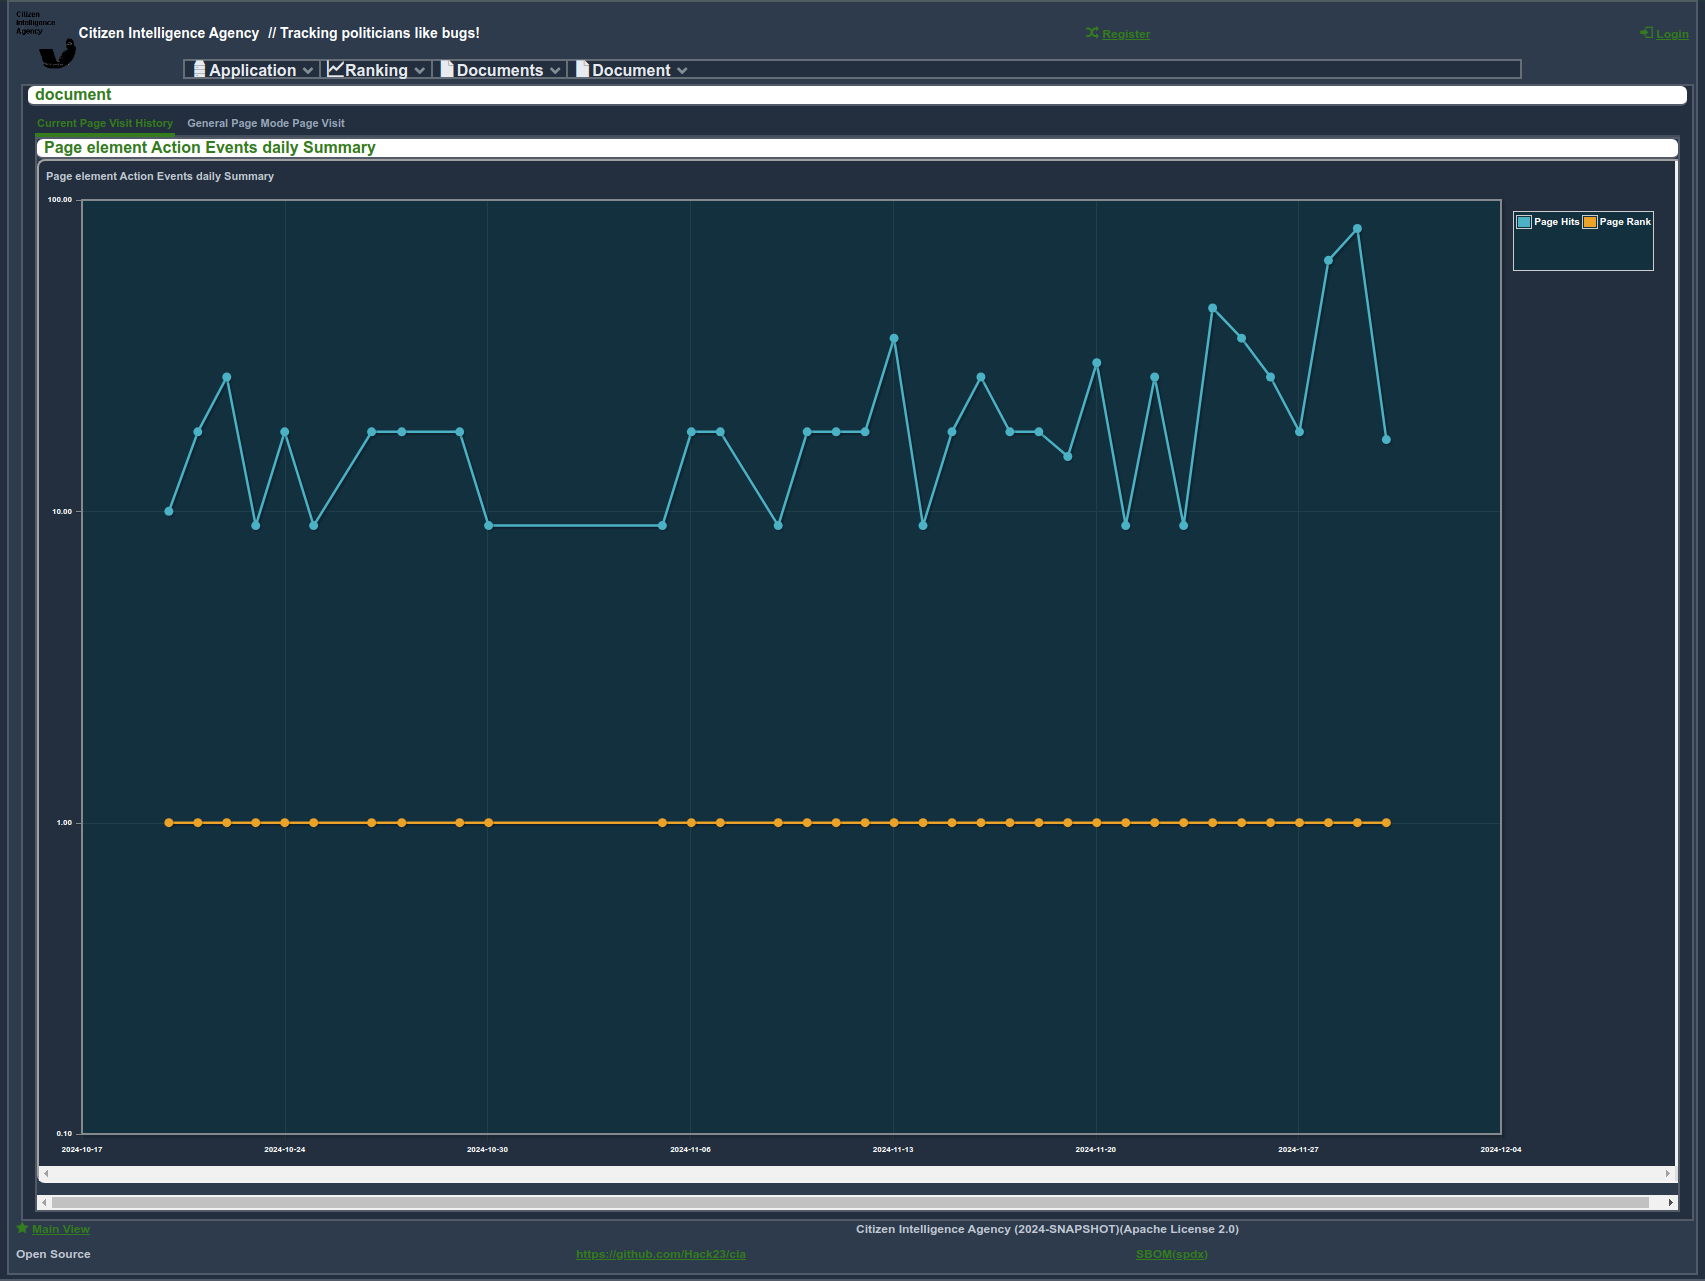 Citizen
Intelligence
Agency
Citizen Intelligence Agency // Tracking politicians like bugs!
Register
Login
Application
Ranking
Documents
Document
document
Current Page Visit History
General Page Mode Page Visit
Page element Action Events daily Summary
Page element Action Events daily Summary
100.00
Page Hits
Page Rank
10.00
1.00
0.10
2024-10-17
2024-10-24
2024-10-30
2024-11-06
2024-11-13
2024-11-20
2024-11-27
2024-12-04
Main View
Citizen Intelligence Agency (2024-SNAPSHOT)(Apache License 2.0)
Open Source
https://github.com/Hack23/cia
SBOM(spdx)